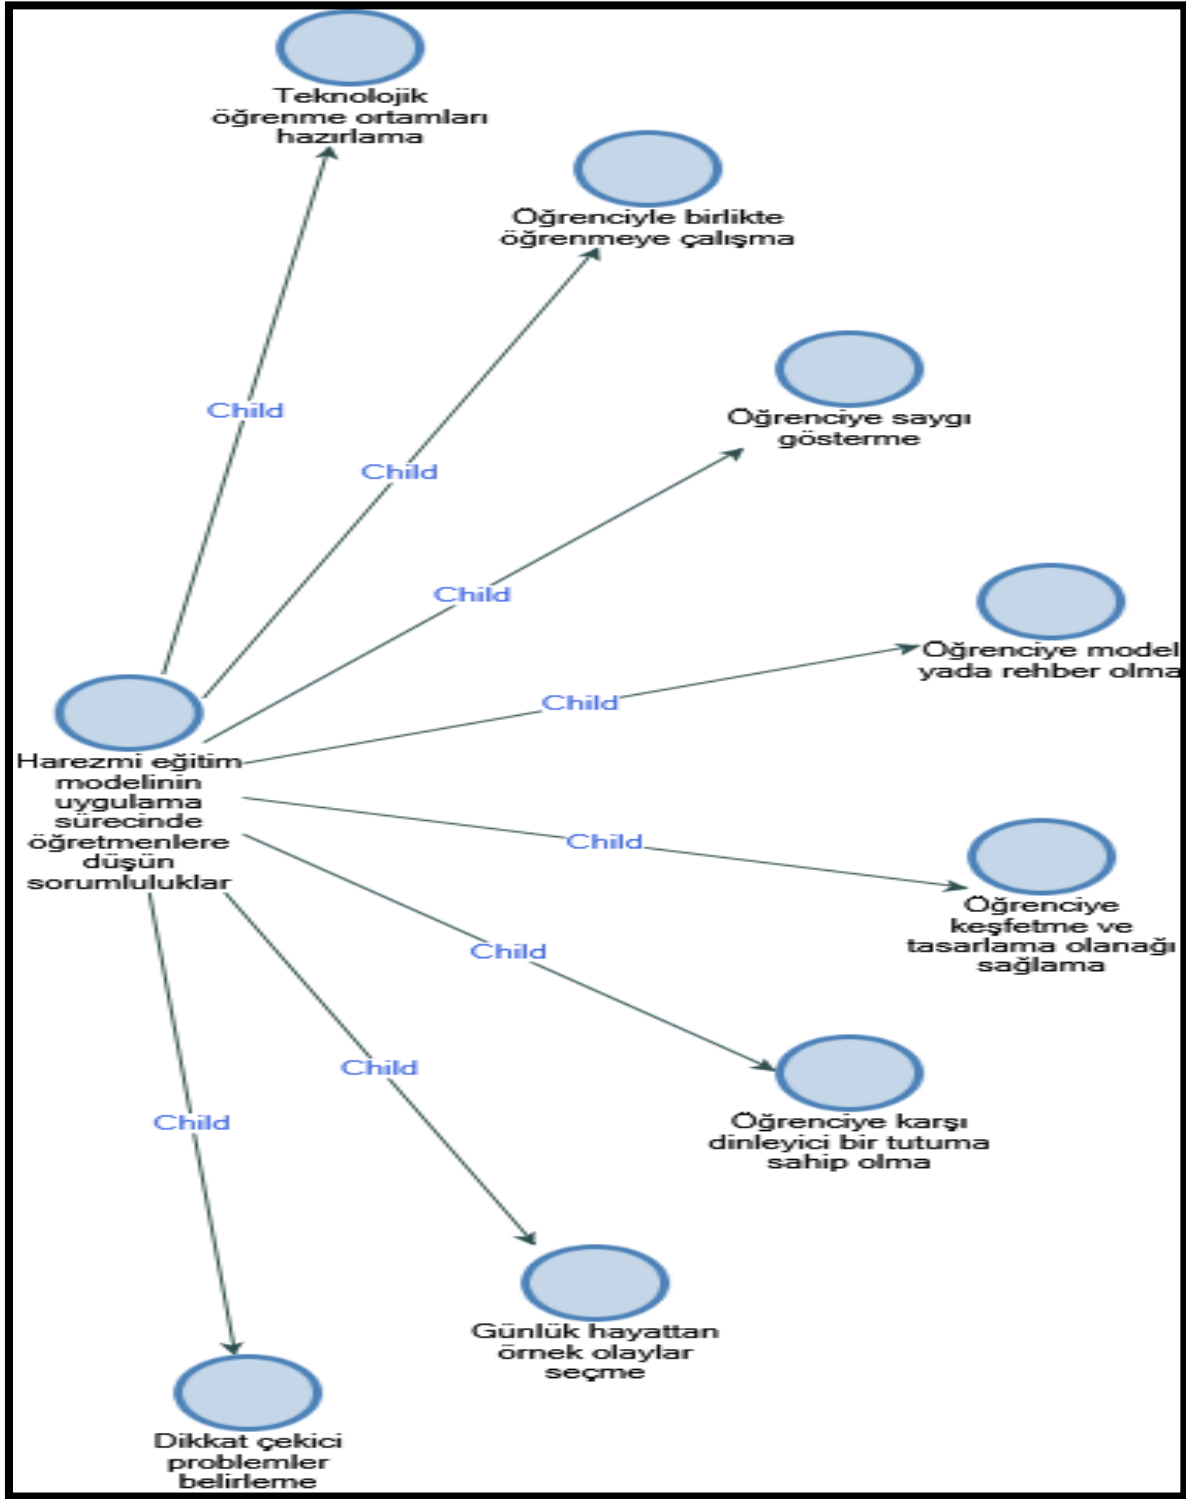 Teknolojik
öğrenme ortamları
hazırlama
Öğrenciyle birlikte
öğrenmeye çalışma
Öğrenciye saygı
gösterme
Child
Child
Child
Öğrenciye model
yada rehber olma
Child
Harezmi eğitim
modelinin
uygulama
sürecinde
öğretmenlere
düşün
sorumluluklar
Child
Öğrenciye
keşfetme ve
tasarlama olanağı
sağlama
Child
Öğrenciye karşı
dinleyici bir tutuma
sahip olma
Child
Child
Günlük hayattan
örnek olaylar
seçme
Dikkat çekici
problemler
belirleme